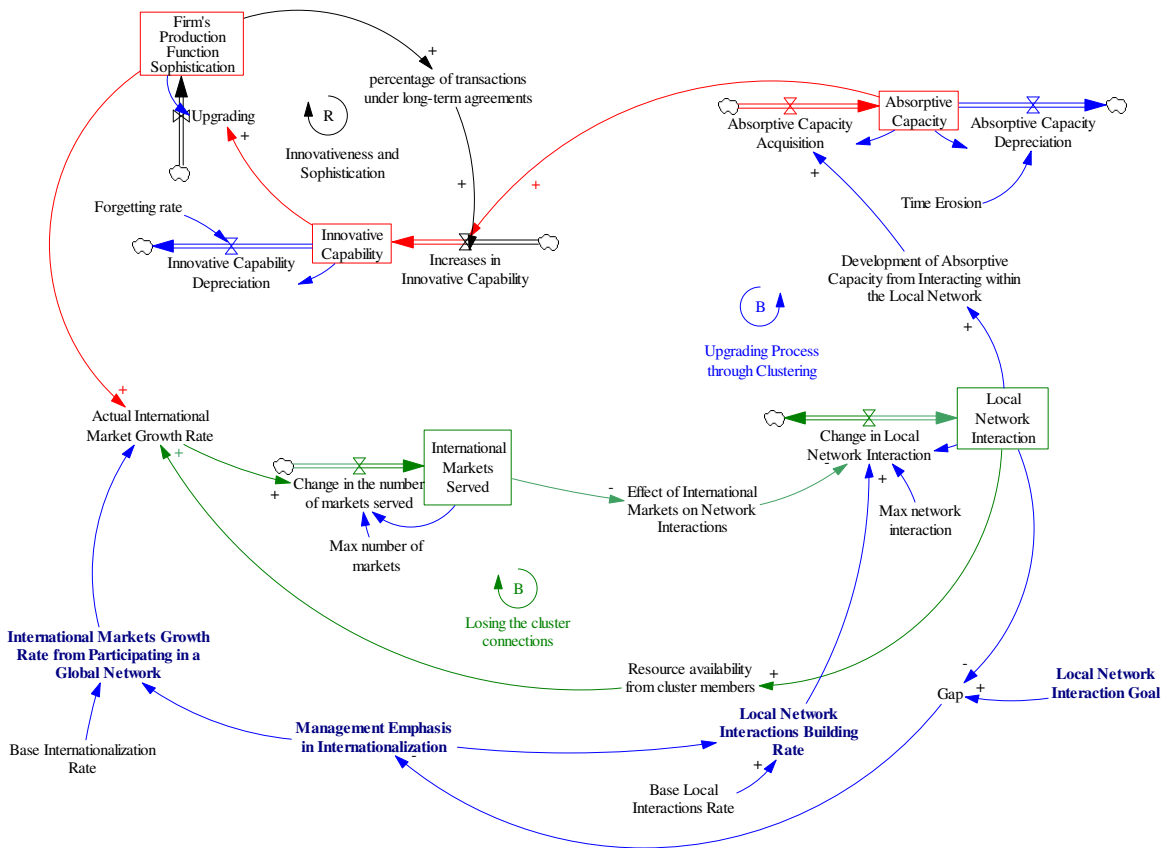 Firm's
Production
Function
Sophistication
+
percentage of transactions
under long-term agreements
Upgrading
+
R
Innovativeness and
Sophistication
+
+
Absorptive
Capacity
Absorptive Capacity
Acquisition
+
Absorptive Capacity
Depreciation
Time Erosion
Forgetting rate
Innovative
Capability
Innovative Capability
Depreciation
Increases in
Innovative Capability
Development of Absorptive
Capacity from Interacting within
the Local Network
+
B
Upgrading Process
through Clustering
+
Actual International
Market Growth Rate
+
International
Markets
Served
Change in the number
of markets served
+
Max number of
markets
-
Effect of International
Markets on Network
Interactions
Local
Network
Interaction
Change in Local
Network Interaction
-
+
Max network
interaction
B
Losing the cluster
connections
International Markets Growth
Rate from Participating in a
Global Network
Resource availability
from cluster members
+
-
Gap
+
Local Network
Interaction Goal
Base Internationalization
Rate
Management Emphasis
in Internationalization
-
Local Network
Interactions Building
Rate
+
Base Local
Interactions Rate